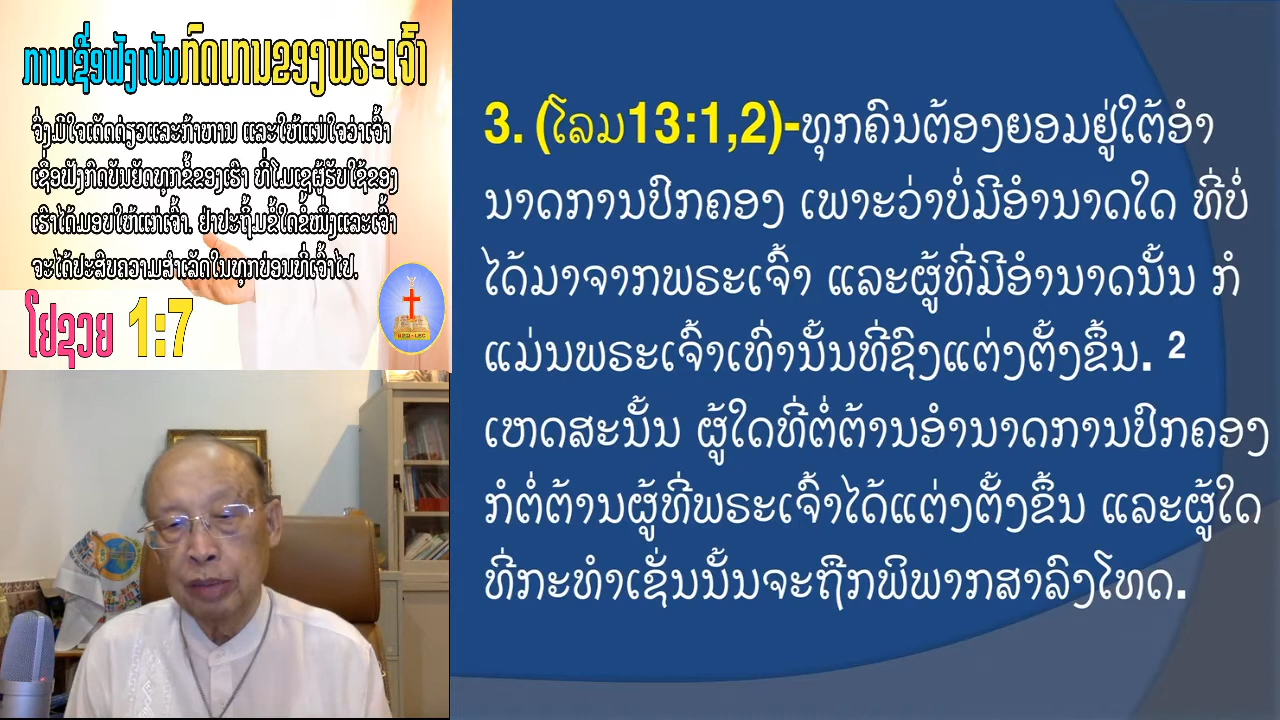 ການເຊື່ອຟັງເປັນກົດເກນຂອງພຣະເຈົ້າ
ຈົ່ງມີໃຈເດັດດ່ຽວແລະກ້າຫານ ແລະໃຫ້ແນ່ໃຈວ່າເຈົ້າ
ເຊື່ອຟັງກົດບັນຍັດທຸກຂໍ້ຂອງເຮົາ ທີ່ໂມເຊຜູ້ຮັບໃຊ້ຂອງ
ເຮົາໄດ້ມອບໃຫ້ແກ່ເຈົ້າ. ຢ່າປະຖິ້ມຂໍ້ໃດຂໍ້ໜຶ່ງແລະເຈົ້າ
ຈະໄດ້ປະສົບຄວາມສຳເລັດໃນທຸກບ່ອນທີ່ເຈົ້າໄປ.
ໂຢຊວຍ 1:7
3. (ໂລມ13:1,2)-ທຸກຄົນຕ້ອງຍອມຢູ່ໃຕ້ອຳ
ນາດການປົກຄອງ ເພາະວ່າບໍ່ມີອຳນາດໃດ ທີ່ບໍ່
ໄດ້ມາຈາກພຣະເຈົ້າ ແລະຜູ້ທີ່ມີອຳນາດນັ້ນ ກໍ
ແມ່ນພຣະເຈົ້າເທົ່ານັ້ນທີ່ຊົງແຕ່ງຕັ້ງຂຶ້ນ. ²
ເຫດສະນັ້ນ ຜູ້ໃດທີ່ຕໍ່ຕ້ານອຳນາດການປົກຄອງ
ກໍຕໍ່ຕ້ານຜູ້ທີ່ພຣະເຈົ້າໄດ້ແຕ່ງຕັ້ງຂຶ້ນ ແລະຜູ້ໃດ
ທີ່ກະທຳເຊັ່ນນັ້ນຈະຖືກພິພາກສາລົງໂທດ.